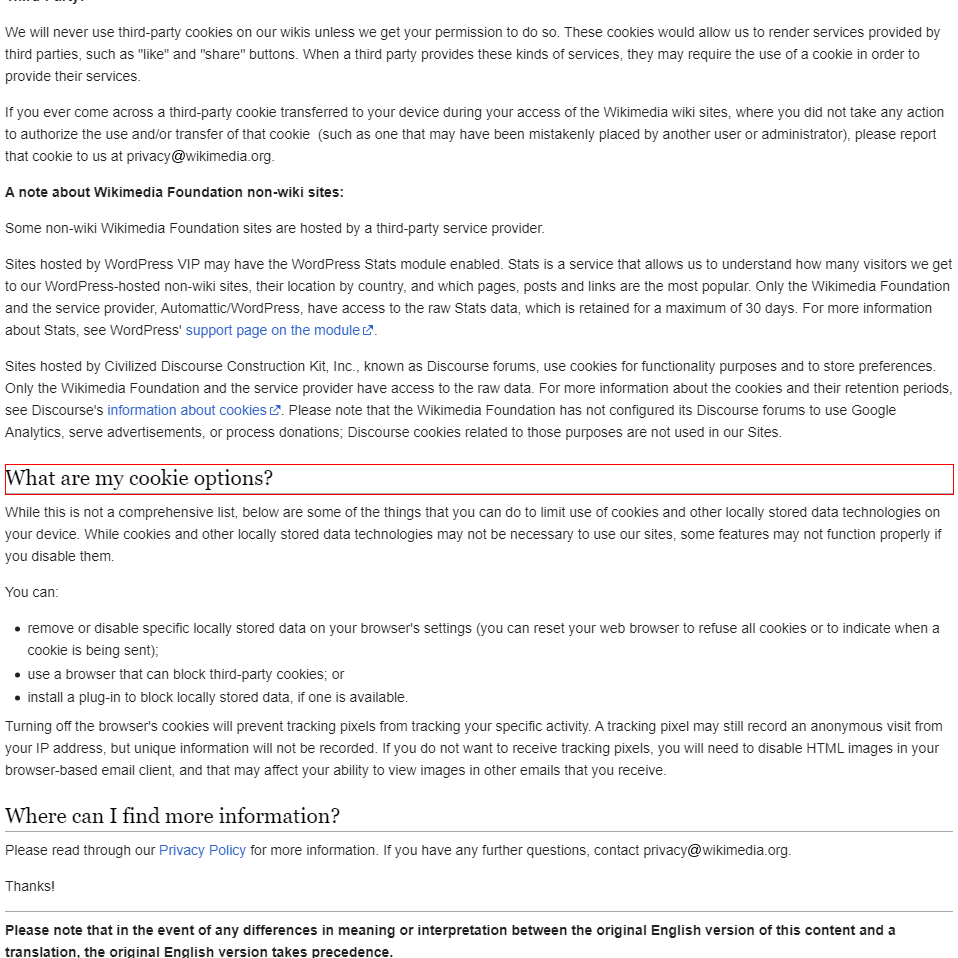 We will never use third-party cookies on our wikis unless we get your permission to do so. These cookies would allow us to render services provided by
third parties, such as "like" and "share" buttons. When a third party provides these kinds of services, they may require the use of a cookie in order to
provide their services.
If you ever come across a third-party cookie transferred to your device during your access of the Wikimedia wiki sites, where you did not take any action
to authorize the use and/or transfer of that cookie  (such as one that may have been mistakenly placed by another user or administrator), please report
that cookie to us at privacy@wikimedia.org.
A note about Wikimedia Foundation non-wiki sites:
Some non-wiki Wikimedia Foundation sites are hosted by a third-party service provider.
Sites hosted by WordPress VIP may have the WordPress Stats module enabled. Stats is a service that allows us to understand how many visitors we get
to our WordPress-hosted non-wiki sites, their location by country, and which pages, posts and links are the most popular. Only the Wikimedia Foundation
and the service provider, Automattic/WordPress, have access to the raw Stats data, which is retained for a maximum of 30 days. For more information
about Stats, see WordPress' support page on the module.
Sites hosted by Civilized Discourse Construction Kit, Inc., known as Discourse forums, use cookies for functionality purposes and to store preferences.
Only the Wikimedia Foundation and the service provider have access to the raw data. For more information about the cookies and their retention periods,
see Discourse's information about cookies. Please note that the Wikimedia Foundation has not configured its Discourse forums to use Google
Analytics, serve advertisements, or process donations; Discourse cookies related to those purposes are not used in our Sites.
What are my cookie options?
While this is not a comprehensive list, below are some of the things that you can do to limit use of cookies and other locally stored data technologies on
your device. While cookies and other locally stored data technologies may not be necessary to use our sites, some features may not function properly if
you disable them.
You can:
• remove or disable specific locally stored data on your browser's settings (you can reset your web browser to refuse all cookies or to indicate when a
cookie is being sent);
• use a browser that can block third-party cookies; or
• install a plug-in to block locally stored data, if one is available.
Turning off the browser's cookies will prevent tracking pixels from tracking your specific activity. A tracking pixel may still record an anonymous visit from
your IP address, but unique information will not be recorded. If you do not want to receive tracking pixels, you will need to disable HTML images in your
browser-based email client, and that may affect your ability to view images in other emails that you receive.
Where can I find more information?
Please read through our Privacy Policy for more information. If you have any further questions, contact privacy@wikimedia.org.
Thanks!
Please note that in the event of any differences in meaning or interpretation between the original English version of this content and a
translation, the original English version takes precedence.